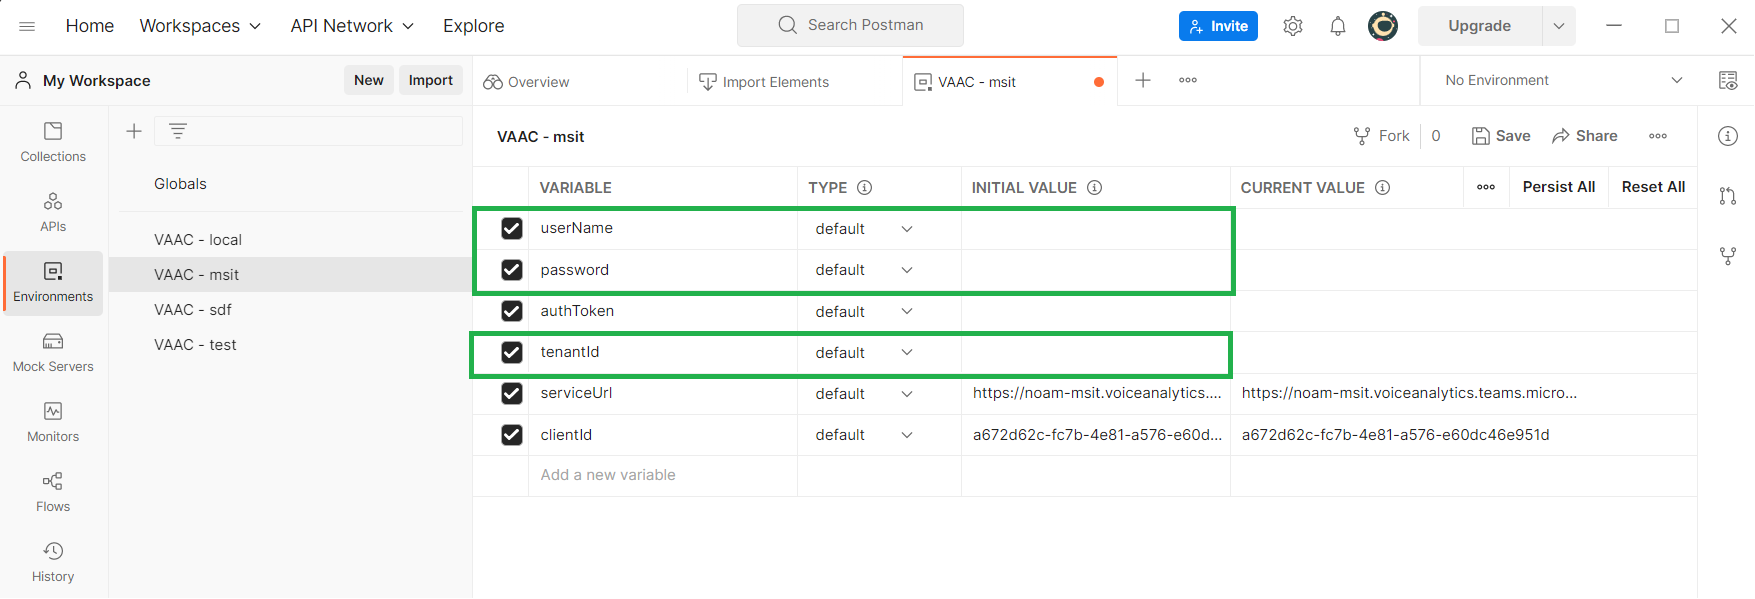 Home Workspaces API Network Explore Search Postman Invite Upgrade
My Workspace New Import Overview Import Elements VAAC - msit No Environment
VAAC - msit Fork 0 Save Share
Collections
APIs
Environments
Mock Servers
Monitors
Flows
History
Globals
VAAC - local
VAAC - msit
VAAC - sdf
VAAC - test
VARIABLE TYPE INITIAL VALUE CURRENT VALUE Persist All Reset All
userName default
password default
authToken default
tenantId default
serviceUrl default https://noam-msit.voiceanalytics.... https://noam-msit.voiceanalytics.teams.micro...
clientId default a672d62c-fc7b-4e81-a576-e60d... a672d62c-fc7b-4e81-a576-e60dc46e951d
Add a new variable